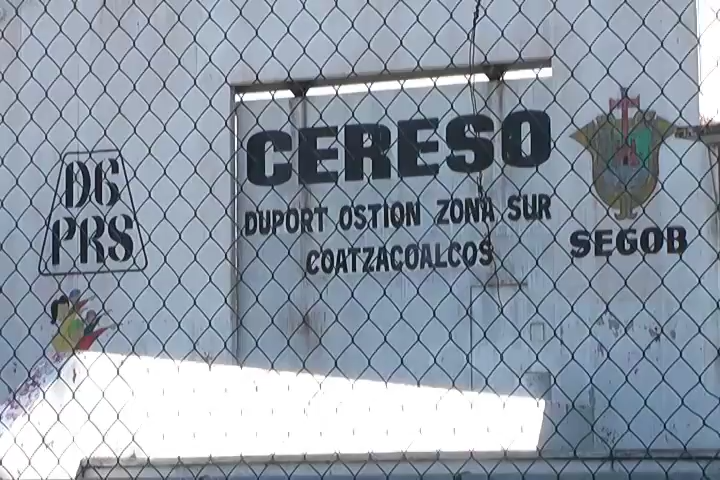 DG
PRS
CERESO
DUPORT OSTION ZONA SUR
COATZACOALCOS
SEGOB